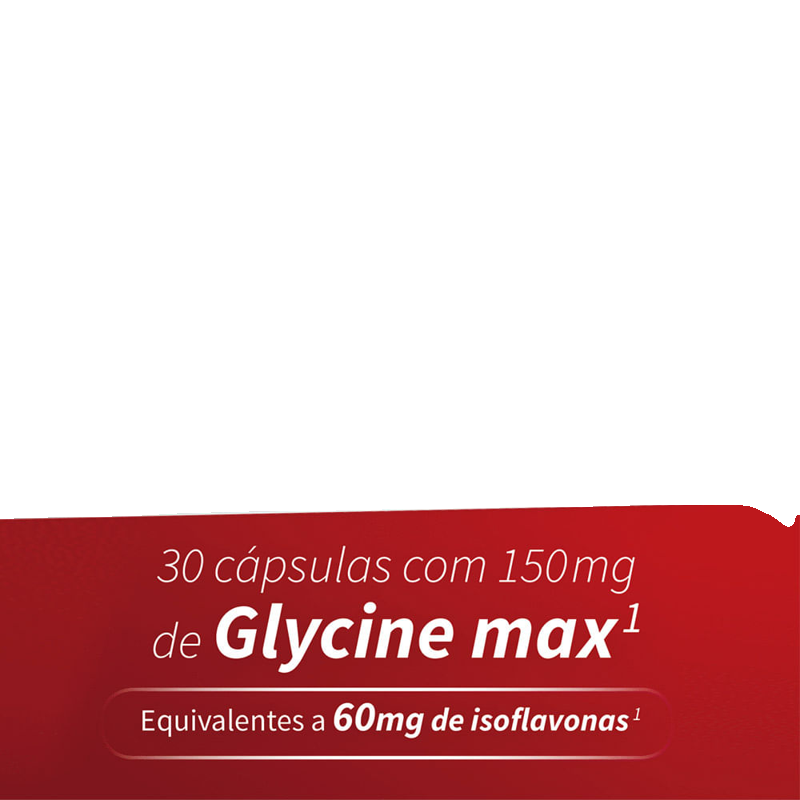 30 cápsulas com 150mg
de Glycine max¹
Equivalentes a 60mg de isoflavonas¹